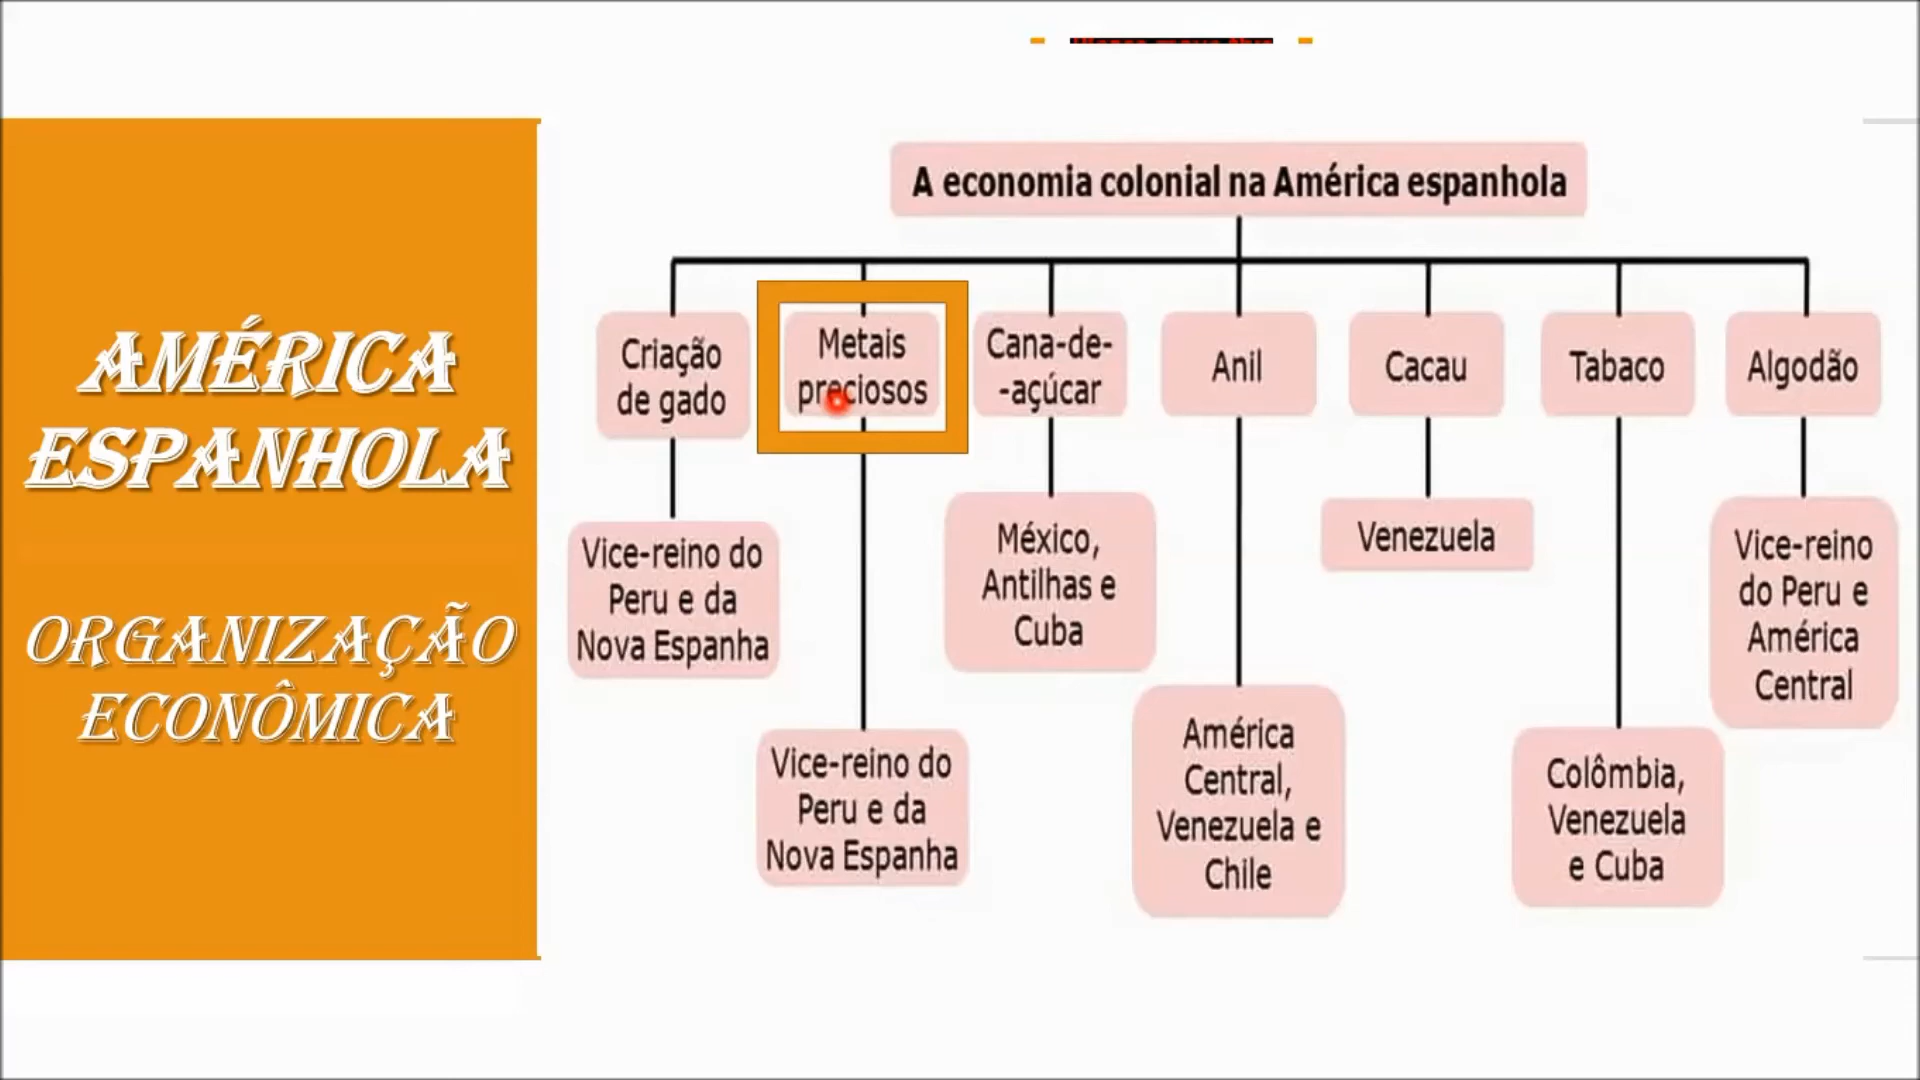 AMÉRICA
ESPANHOLA
ORGANIZAÇÃO
ECONÔMICA
A economia colonial na América espanhola
Criação
de gado
Metais
preciosos
Cana-de-
-açúcar
Anil
Cacau
Tabaco
Algodão
Vice-reino do
Peru e da
Nova Espanha
Vice-reino do
Peru e da
Nova Espanha
México,
Antilhas e
Cuba
América
Central,
Venezuela e
Chile
Venezuela
Colômbia,
Venezuela
e Cuba
Vice-reino
do Peru e
América
Central